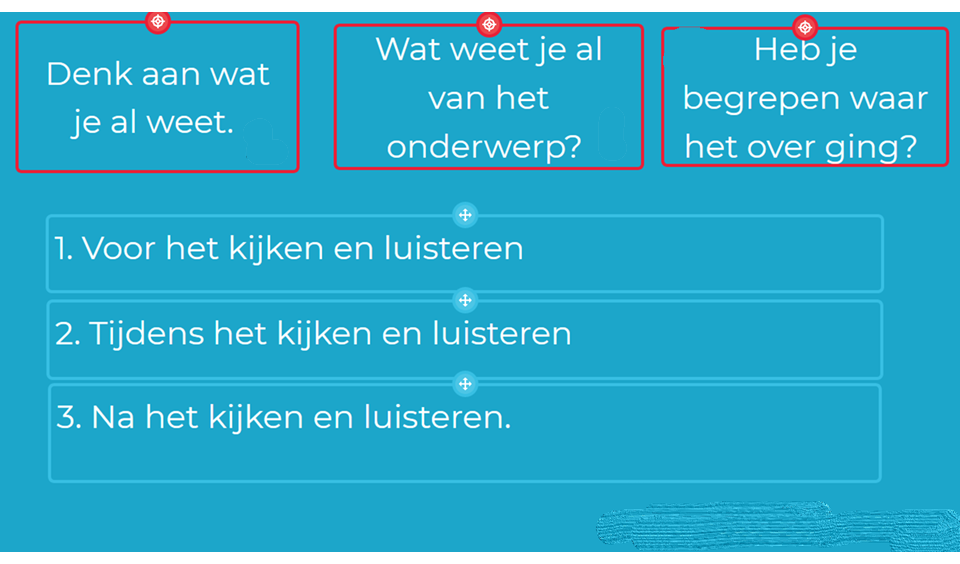 Denk aan wat
je al weet.
Wat weet je al
van het
onderwerp?
Heb je
begrepen waar
het over ging?
1. Voor het kijken en luisteren
2. Tijdens het kijken en luisteren
3. Na het kijken en luisteren.